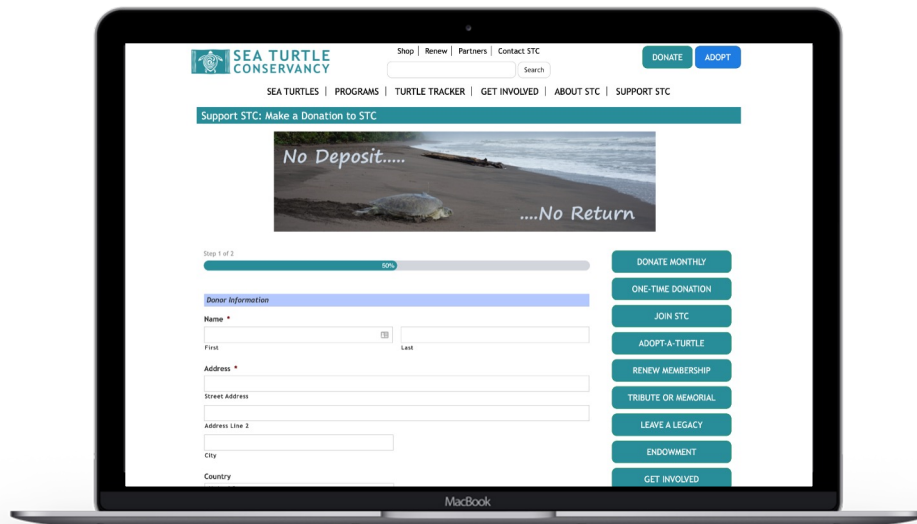 SEA TURTLE
CONSERVANCY
Shop | Renew | Partners | Contact STC
Search
DONATE
ADOPT
SEA TURTLES | PROGRAMS | TURTLE TRACKER | GET INVOLVED | ABOUT STC | SUPPORT STC
Support STC: Make a Donation to STC
No Deposit.....
....No Return
Step 1 of 2
50%
Donor Information
Name *
First
Last
Address *
Street Address
Address Line 2
City
Country
DONATE MONTHLY
ONE-TIME DONATION
JOIN STC
ADOPT-A-TURTLE
RENEW MEMBERSHIP
TRIBUTE OR MEMORIAL
LEAVE A LEGACY
ENDOWMENT
GET INVOLVED
MacBook